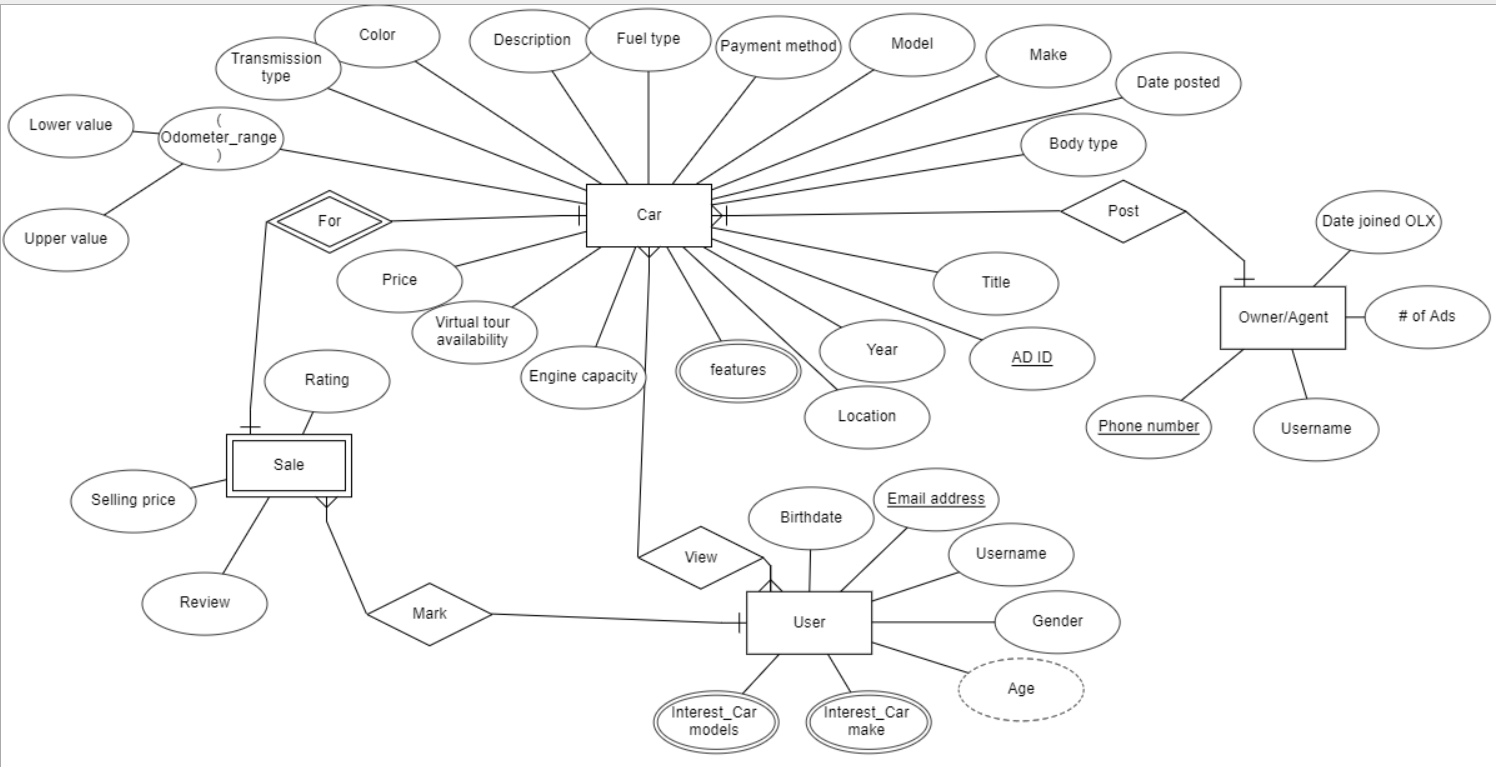 Color
Description
Fuel type
Payment method
Model
Make
Transmission
type
Date posted
Lower value
(
Odometer_range
)
Body type
For
Car
Post
Date joined OLX
Upper value
Price
Title
Owner/Agent
# of Ads
Virtual tour
availability
Engine capacity
features
Year
AD ID
Rating
Location
Phone number
Username
Sale
Selling price
Birthdate
Email address
View
Username
Review
Mark
User
Gender
Age
Interest_Car
models
Interest_Car
make